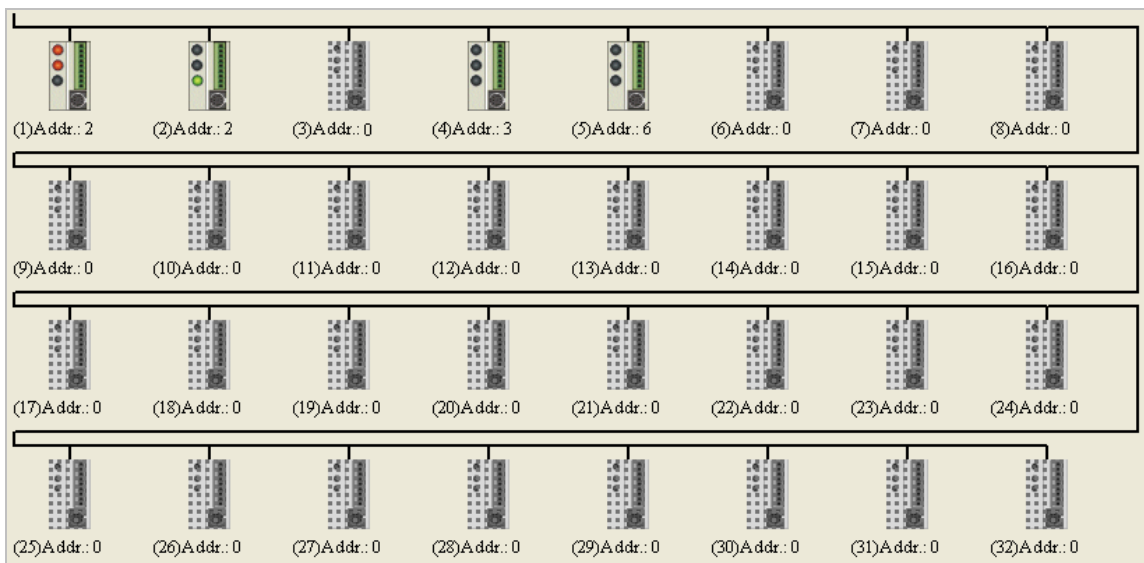 (1)Addr.: 2 (2)Addr.: 2 (3)Addr.: 0 (4)Addr.: 3 (5)Addr.: 6 (6)Addr.: 0 (7)Addr.: 0 (8)Addr.: 0
(9)Addr.: 0 (10)Addr.: 0 (11)Addr.: 0 (12)Addr.: 0 (13)Addr.: 0 (14)Addr.: 0 (15)Addr.: 0 (16)Addr.: 0
(17)Addr.: 0 (18)Addr.: 0 (19)Addr.: 0 (20)Addr.: 0 (21)Addr.: 0 (22)Addr.: 0 (23)Addr.: 0 (24)Addr.: 0
(25)Addr.: 0 (26)Addr.: 0 (27)Addr.: 0 (28)Addr.: 0 (29)Addr.: 0 (30)Addr.: 0 (31)Addr.: 0 (32)Addr.: 0